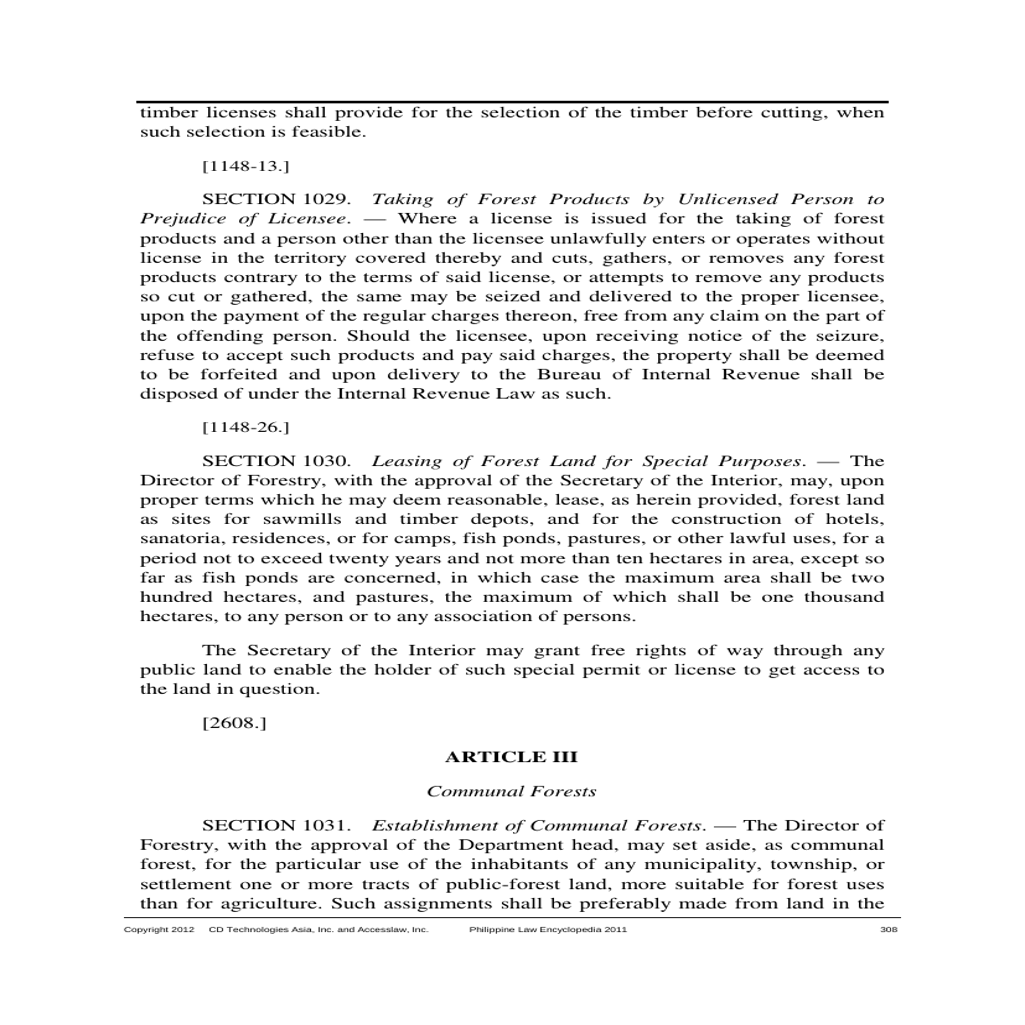 timber licenses shall provide for the selection of the timber before cutting, when
such selection is feasible.
[1148-13.]
SECTION 1029. Taking of Forest Products by Unlicensed Person to
Prejudice of Licensee. — Where a license is issued for the taking of forest
products and a person other than the licensee unlawfully enters or operates without
license in the territory covered thereby and cuts, gathers, or removes any forest
products contrary to the terms of said license, or attempts to remove any products
so cut or gathered, the same may be seized and delivered to the proper licensee,
upon the payment of the regular charges thereon, free from any claim on the part of
the offending person. Should the licensee, upon receiving notice of the seizure,
refuse to accept such products and pay said charges, the property shall be deemed
to be forfeited and upon delivery to the Bureau of Internal Revenue shall be
disposed of under the Internal Revenue Law as such.
[1148-26.]
SECTION 1030. Leasing of Forest Land for Special Purposes. — The
Director of Forestry, with the approval of the Secretary of the Interior, may, upon
proper terms which he may deem reasonable, lease, as herein provided, forest land
as sites for sawmills and timber depots, and for the construction of hotels,
sanatoria, residences, or for camps, fish ponds, pastures, or other lawful uses, for a
period not to exceed twenty years and not more than ten hectares in area, except so
far as fish ponds are concerned, in which case the maximum area shall be two
hundred hectares, and pastures, the maximum of which shall be one thousand
hectares, to any person or to any association of persons.
The Secretary of the Interior may grant free rights of way through any
public land to enable the holder of such special permit or license to get access to
the land in question.
[2608.]
ARTICLE III
Communal Forests
SECTION 1031. Establishment of Communal Forests. — The Director of
Forestry, with the approval of the Department head, may set aside, as communal
forest, for the particular use of the inhabitants of any municipality, township, or
settlement one or more tracts of public-forest land, more suitable for forest uses
than for agriculture. Such assignments shall be preferably made from land in the
Copyright 2012 CD Technologies Asia, Inc. and Accesslaw, Inc. Philippine Law Encyclopedia 2011 308